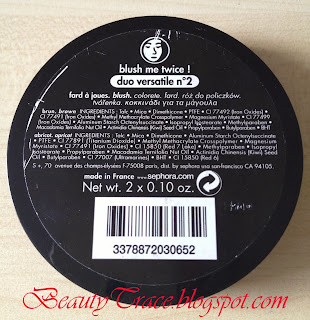 blush me twice !
duo versatile n°2
fard à joues. blush. colorete. fard. róż do policzków.
tvářenka. κοκκινάδι για τα μάγουλα
brun. brown INGREDIENTS : Talc • Mica • Dimethicone • PTFE • CI 77492 (Iron Oxides) •
CI 77491 (Iron Oxides) • Methyl Methacrylate Crosspolymer • Magnesium Stearate • CI 77499
(Iron Oxides) • Aluminum Starch Octenylsuccinate • Isopropyl Isostearate • Methylparaben •
Macadamia Ternifolia Nut Oil • Actinidia Chinensis (Kiwi) Seed Oil • Propylparaben • BHT
abricot. apricot INGREDIENTS : Talc • Mica • Dimethicone • Aluminum Starch Octenylsuccinate
• PTFE • CI 77891 (Titanium Dioxide) • Methyl Methacrylate Crosspolymer • Magnesium Stearate
• CI 77491 (Iron Oxides) • CI 15850 (Red 7 Lake) • Methylparaben • Isopropyl
Isostearate • Propylparaben • Macadamia Ternifolia Nut Oil • Actinidia Chinensis (Kiwi) Seed
Oil • Butylparaben • CI 77007 (Ultramarines) • BHT • CI 15850 (Red 6)
S+, 70 avenue des champs-élysées F-75008 paris. dist by sephora usa san-francisco CA 94105.
made in France www.sephora.com
Net wt. 2 x 0.10 oz.
3378872030652
BeautyTrace.blogspot.com